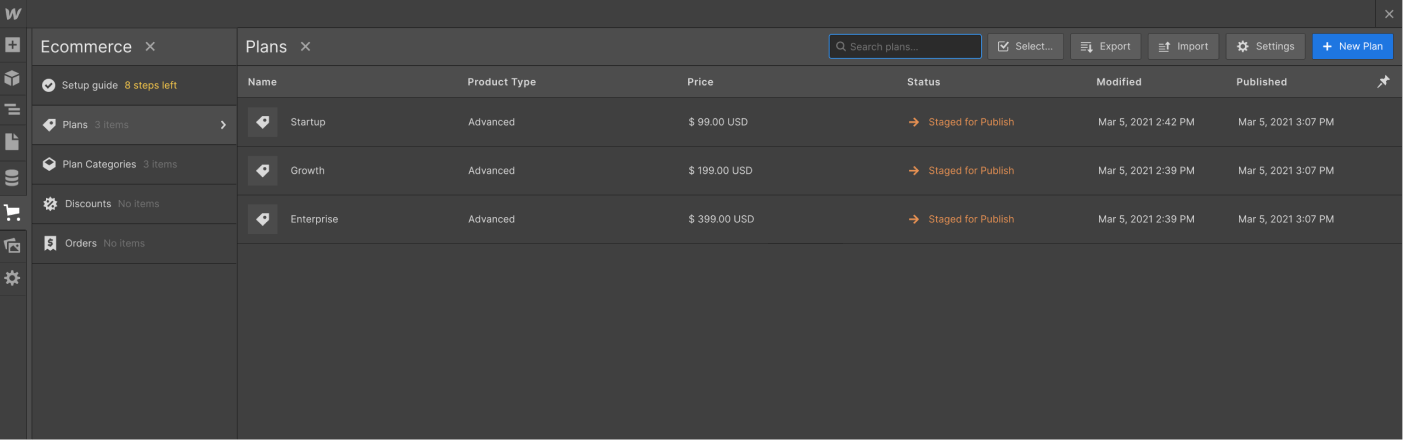 W
Ecommerce
Plans
Search plans...
Select...
Export
Import
Settings
+ New Plan
Setup guide 8 steps left
Plans 3 items
Plan Categories 3 items
Discounts No items
Orders No items
Name Product Type Price Status Modified Published
Startup Advanced $ 99.00 USD Staged for Publish Mar 5, 2021 2:42 PM Mar 5, 2021 3:07 PM
Growth Advanced $ 199.00 USD Staged for Publish Mar 5, 2021 2:39 PM Mar 5, 2021 3:07 PM
Enterprise Advanced $ 399.00 USD Staged for Publish Mar 5, 2021 2:39 PM Mar 5, 2021 3:07 PM